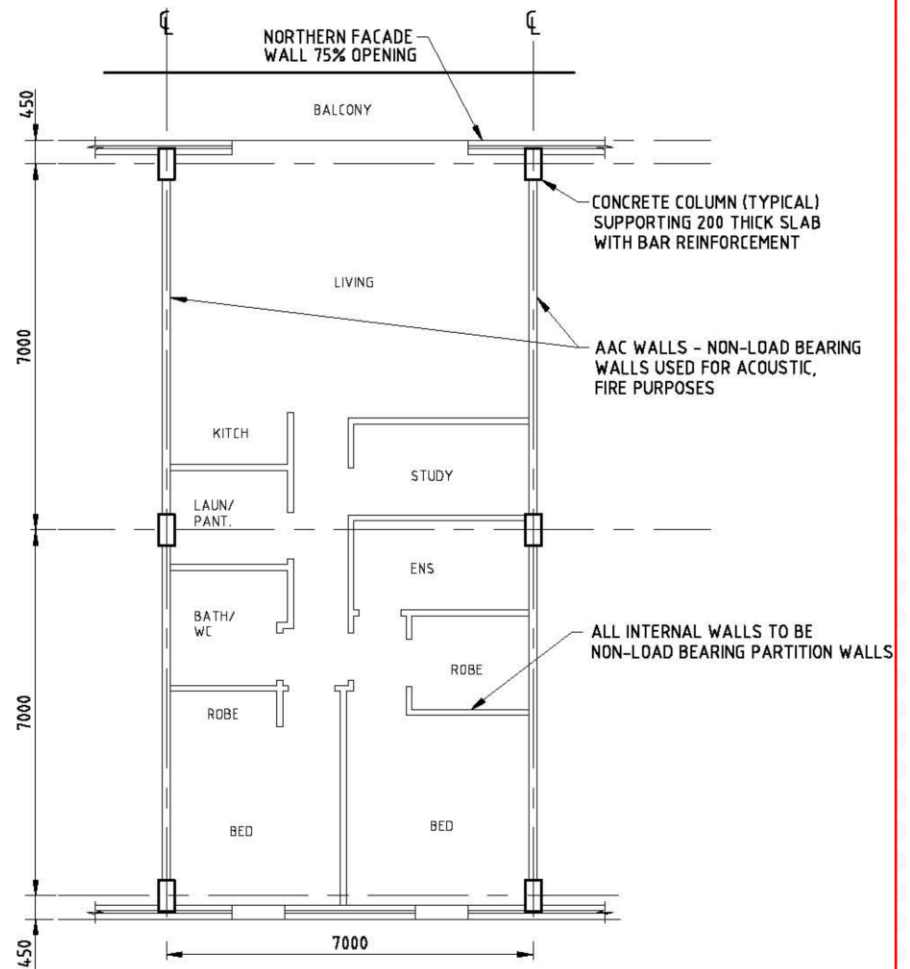 ℄
℄
NORTHERN FACADE
WALL 75% OPENING
450
BALCONY
CONCRETE COLUMN (TYPICAL)
SUPPORTING 200 THICK SLAB
WITH BAR REINFORCEMENT
LIVING
7000
AAC WALLS - NON-LOAD BEARING
WALLS USED FOR ACOUSTIC,
FIRE PURPOSES
KITCH
STUDY
LAUN/
PANT.
ENS
BATH/
WC
ALL INTERNAL WALLS TO BE
NON-LOAD BEARING PARTITION WALLS
ROBE
ROBE
7000
BED
BED
450
7000